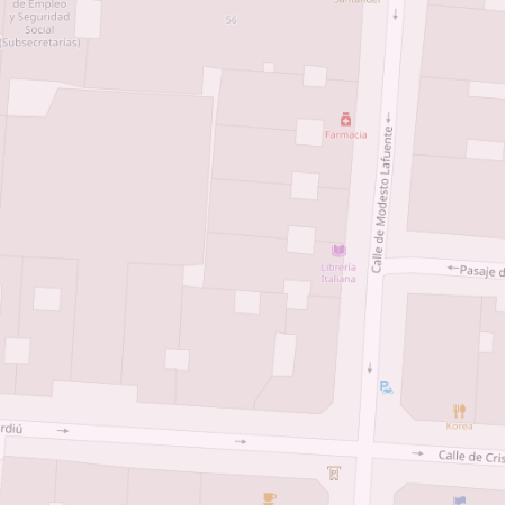 de Empleo
y Seguridad
Social
(Subsecretarías)
56
Santander
Farmacia
Calle de Modesto Lafuente
Librería
Italiana
Pasaje d
Korea
rdiú
Calle de Cris